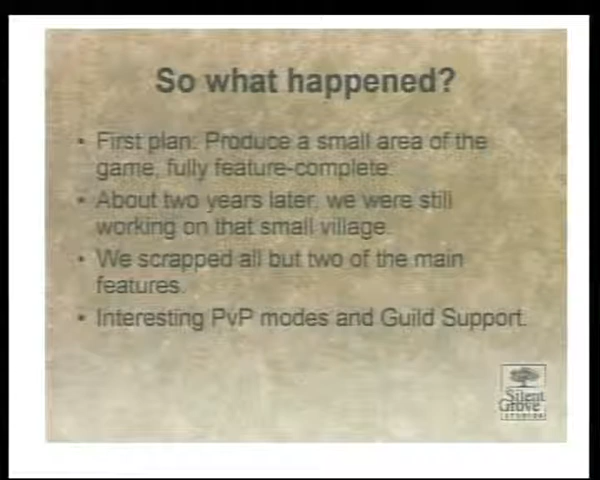 So what happened?
• First plan: Produce a small area of the
game, fully feature-complete.
• About two years later, we were still
working on that small village.
• We scrapped all but two of the main
features.
• Interesting PvP modes and Guild Support.
Silent
Grove
STUDIOS